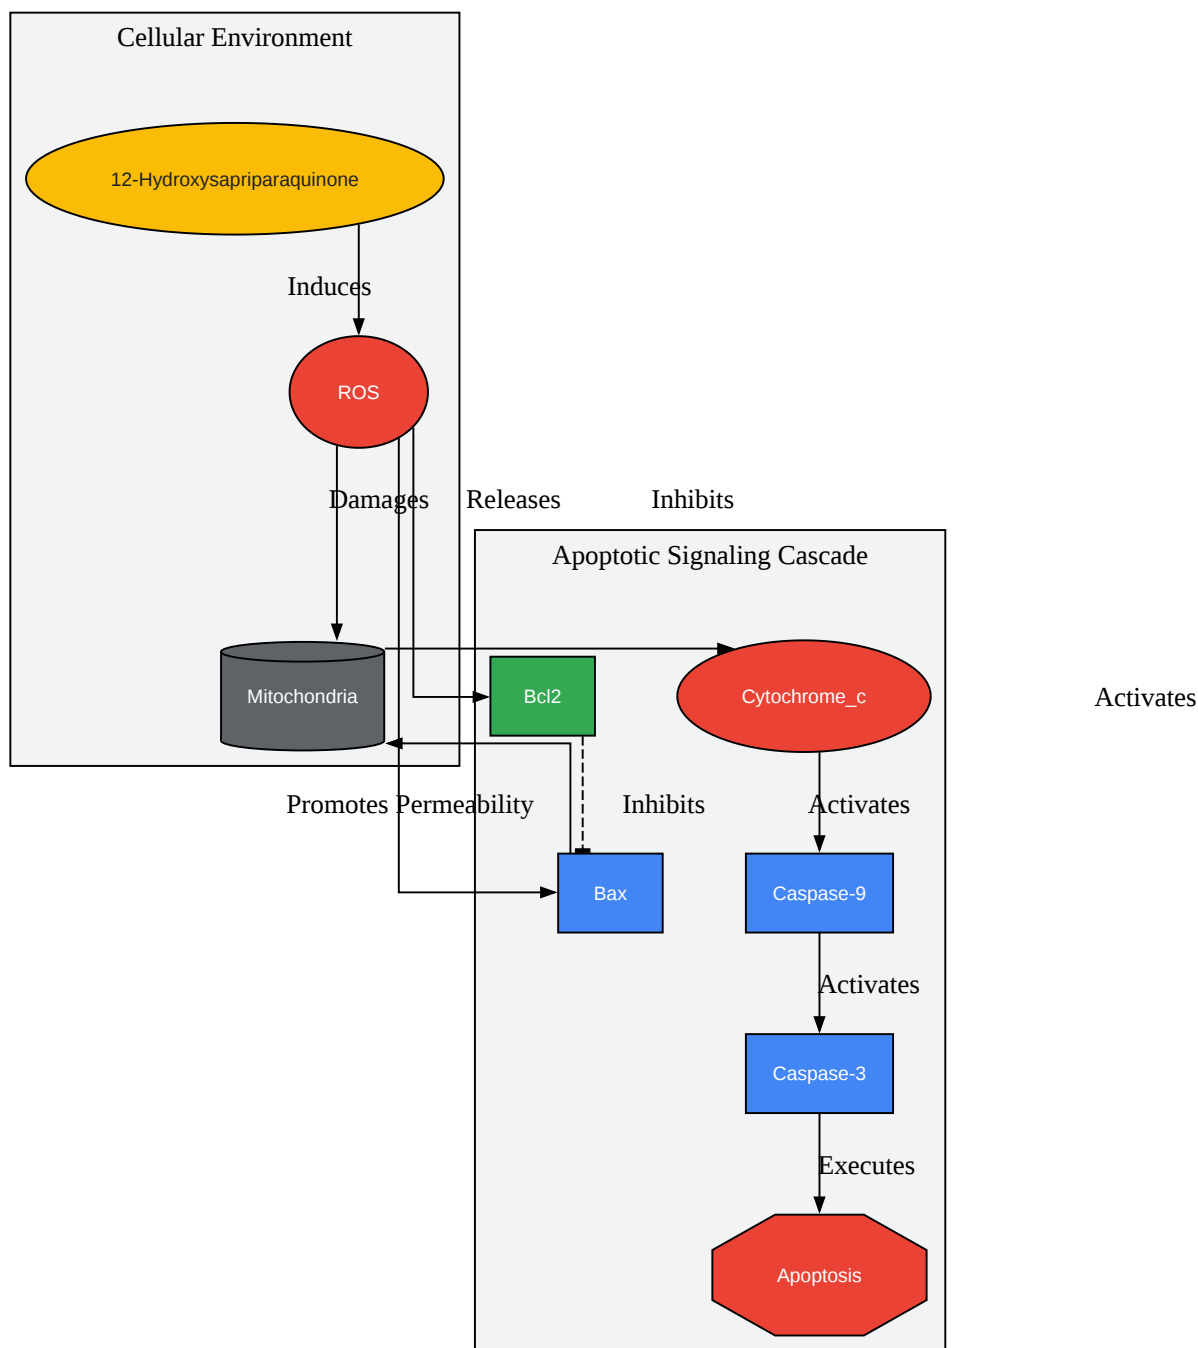 Cellular Environment
12-Hydroxysapriparaquinone
Induces
ROS
Damages
Releases
Inhibits
Apoptotic Signaling Cascade
Mitochondria
Bcl2
Cytochrome_c
Activates
Promotes Permeability
Inhibits
Activates
Bax
Caspase-9
Activates
Caspase-3
Executes
Apoptosis